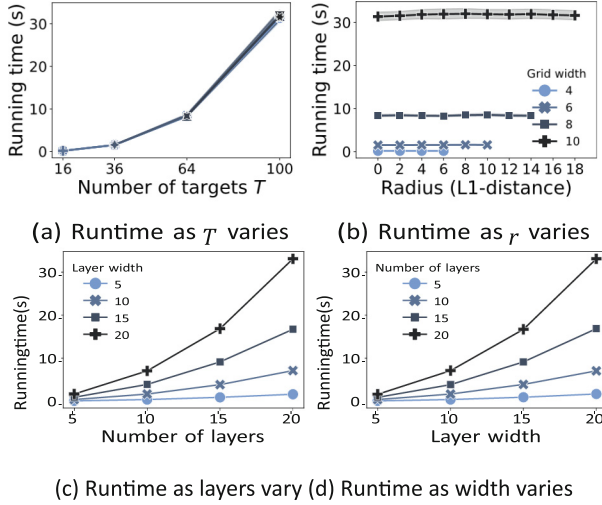 Running time (s)
30
20
10
0
16 36 64 100
Number of targets T
(a) Runtime as T varies
Running time (s)
30
20
10
0
Grid width
4
6
8
10
0 2 4 6 8 10 12 14 16 18
Radius (L1-distance)
(b) Runtime as r varies
Runningtime(s)
30
20
10
0
Layer width
5
10
15
20
5 10 15 20
Number of layers
Runningtime(s)
30
20
10
0
Number of layers
5
10
15
20
5 10 15 20
Layer width
(c) Runtime as layers vary (d) Runtime as width varies